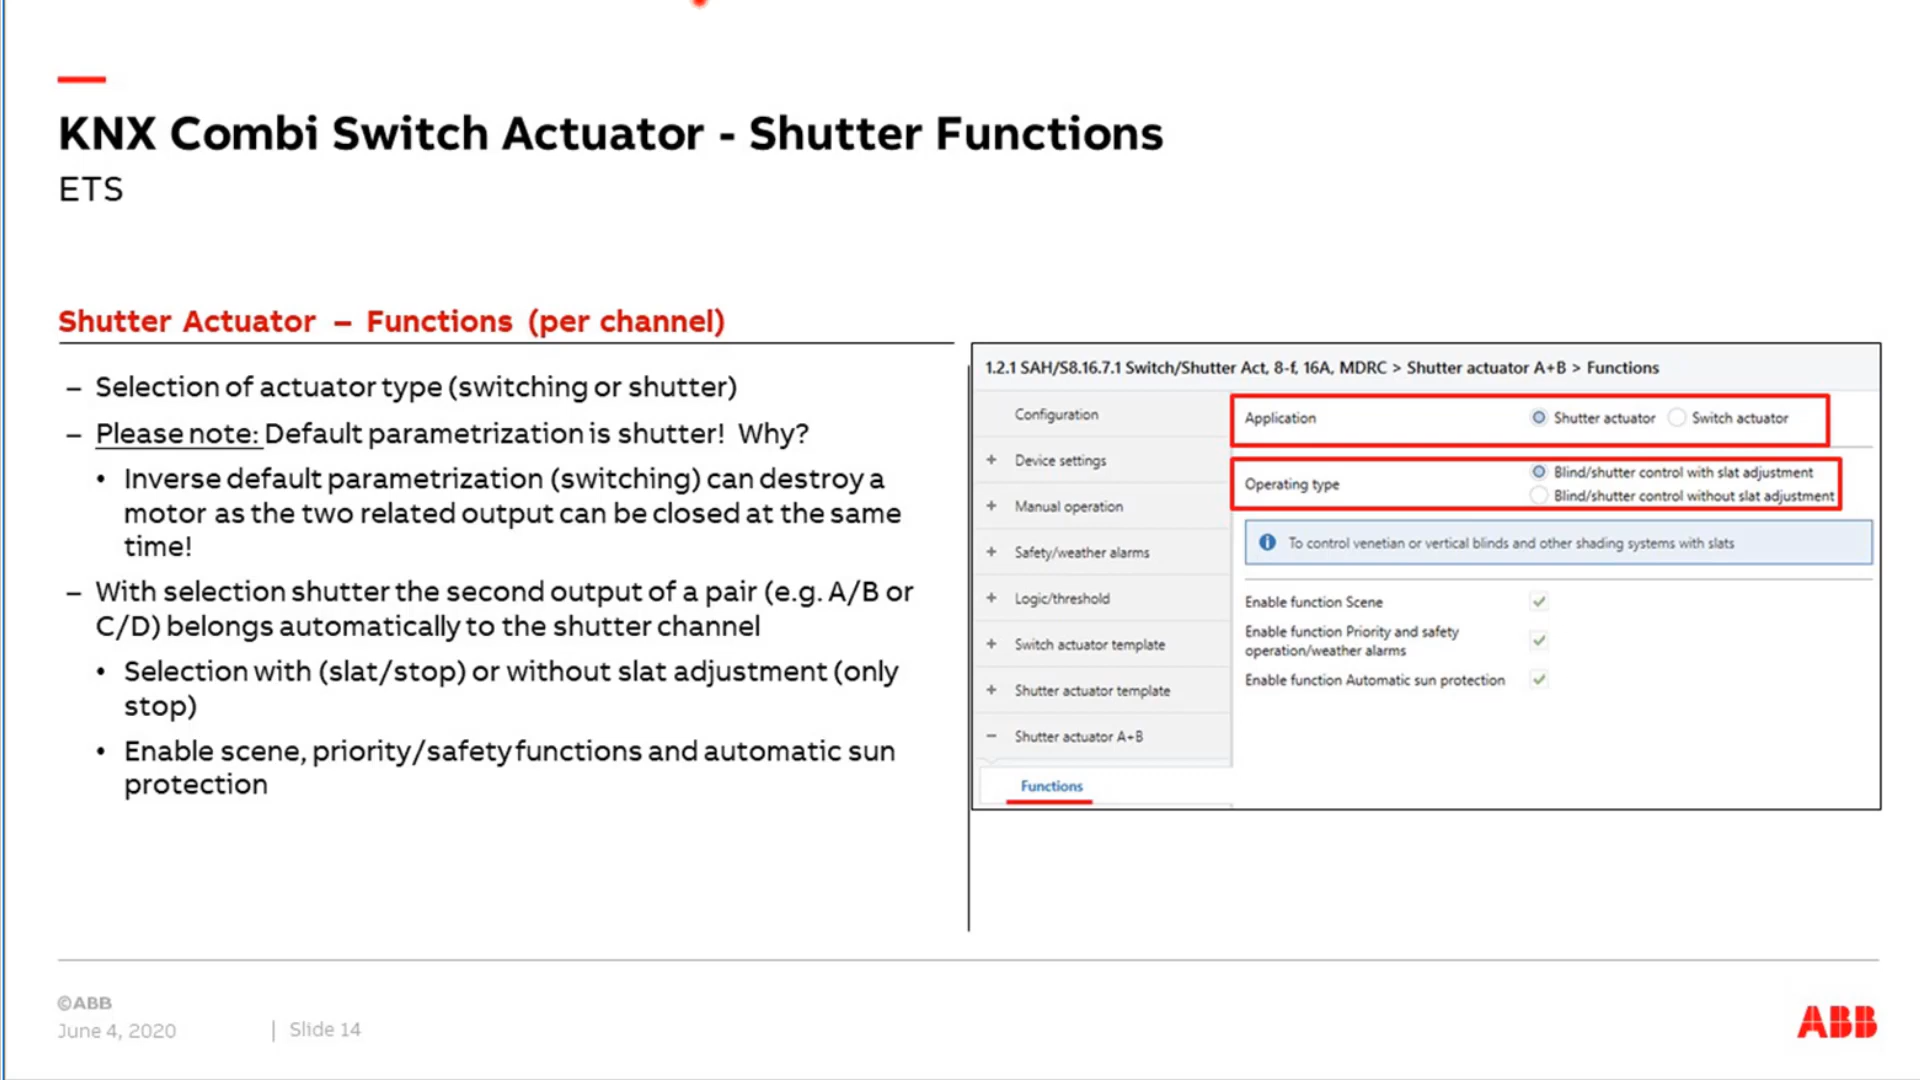 KNX Combi Switch Actuator - Shutter Functions
ETS
Shutter Actuator – Functions (per channel)
– Selection of actuator type (switching or shutter)
– Please note: Default parametrization is shutter! Why?
• Inverse default parametrization (switching) can destroy a
motor as the two related output can be closed at the same
time!
– With selection shutter the second output of a pair (e.g. A/B or
C/D) belongs automatically to the shutter channel
• Selection with (slat/stop) or without slat adjustment (only
stop)
• Enable scene, priority/safety functions and automatic sun
protection
1.2.1 SAH/S8.16.7.1 Switch/Shutter Act, 8-f, 16A, MDRC > Shutter actuator A+B > Functions
Configuration
+ Device settings
+ Manual operation
+ Safety/weather alarms
+ Logic/threshold
+ Switch actuator template
+ Shutter actuator template
– Shutter actuator A+B
Functions
Application Shutter actuator Switch actuator
Operating type Blind/shutter control with slat adjustment
Blind/shutter control without slat adjustment
To control venetian or vertical blinds and other shading systems with slats
Enable function Scene
Enable function Priority and safety
operation/weather alarms
Enable function Automatic sun protection
©ABB
June 4, 2020 | Slide 14
ABB